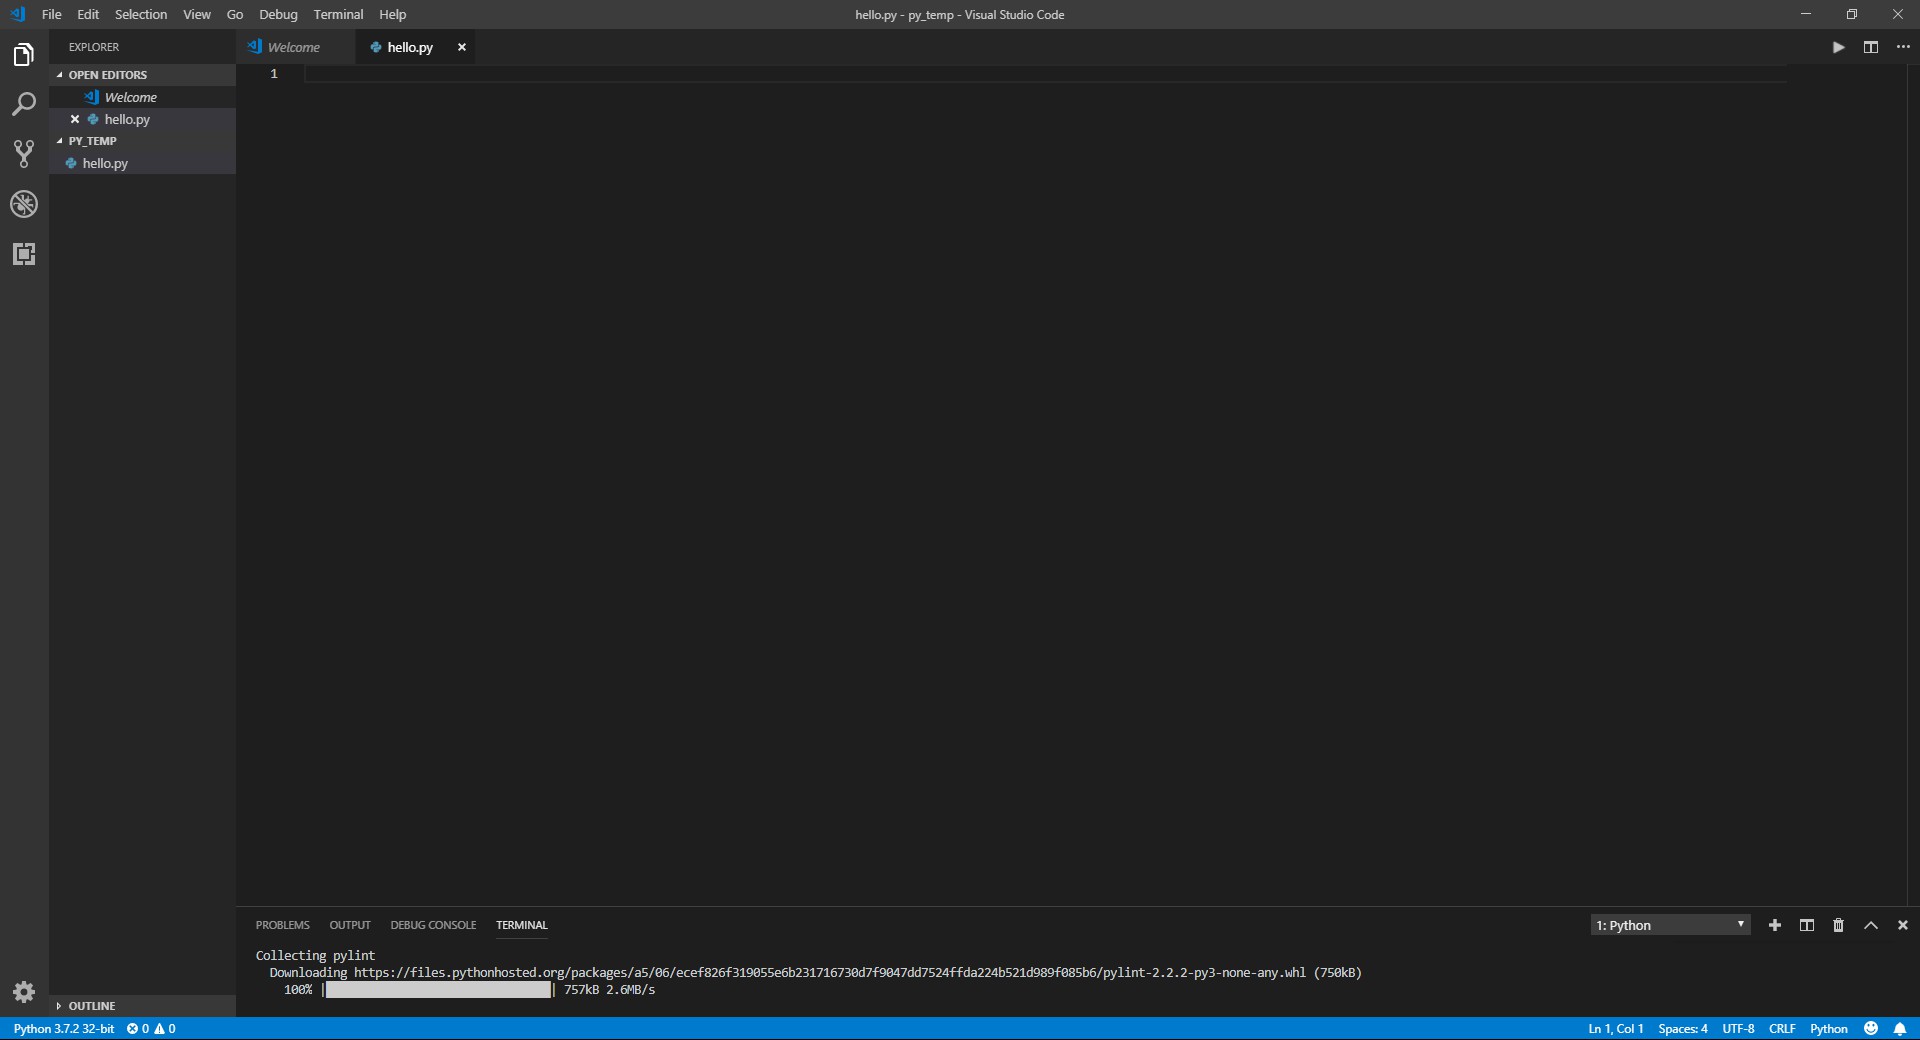 File Edit Selection View Go Debug Terminal Help
hello.py - py_temp - Visual Studio Code
EXPLORER
OPEN EDITORS
Welcome
hello.py
PY_TEMP
hello.py
OUTLINE
Welcome
hello.py
1
PROBLEMS OUTPUT DEBUG CONSOLE TERMINAL
1: Python
Collecting pylint
Downloading https://files.pythonhosted.org/packages/a5/06/ecef826f319055e6b231716730d7f9047dd7524ffda224b521d989f085b6/pylint-2.2.2-py3-none-any.whl (750kB)
100% | | 757kB 2.6MB/s
Python 3.7.2 32-bit 0 0
Ln 1, Col 1 Spaces: 4 UTF-8 CRLF Python